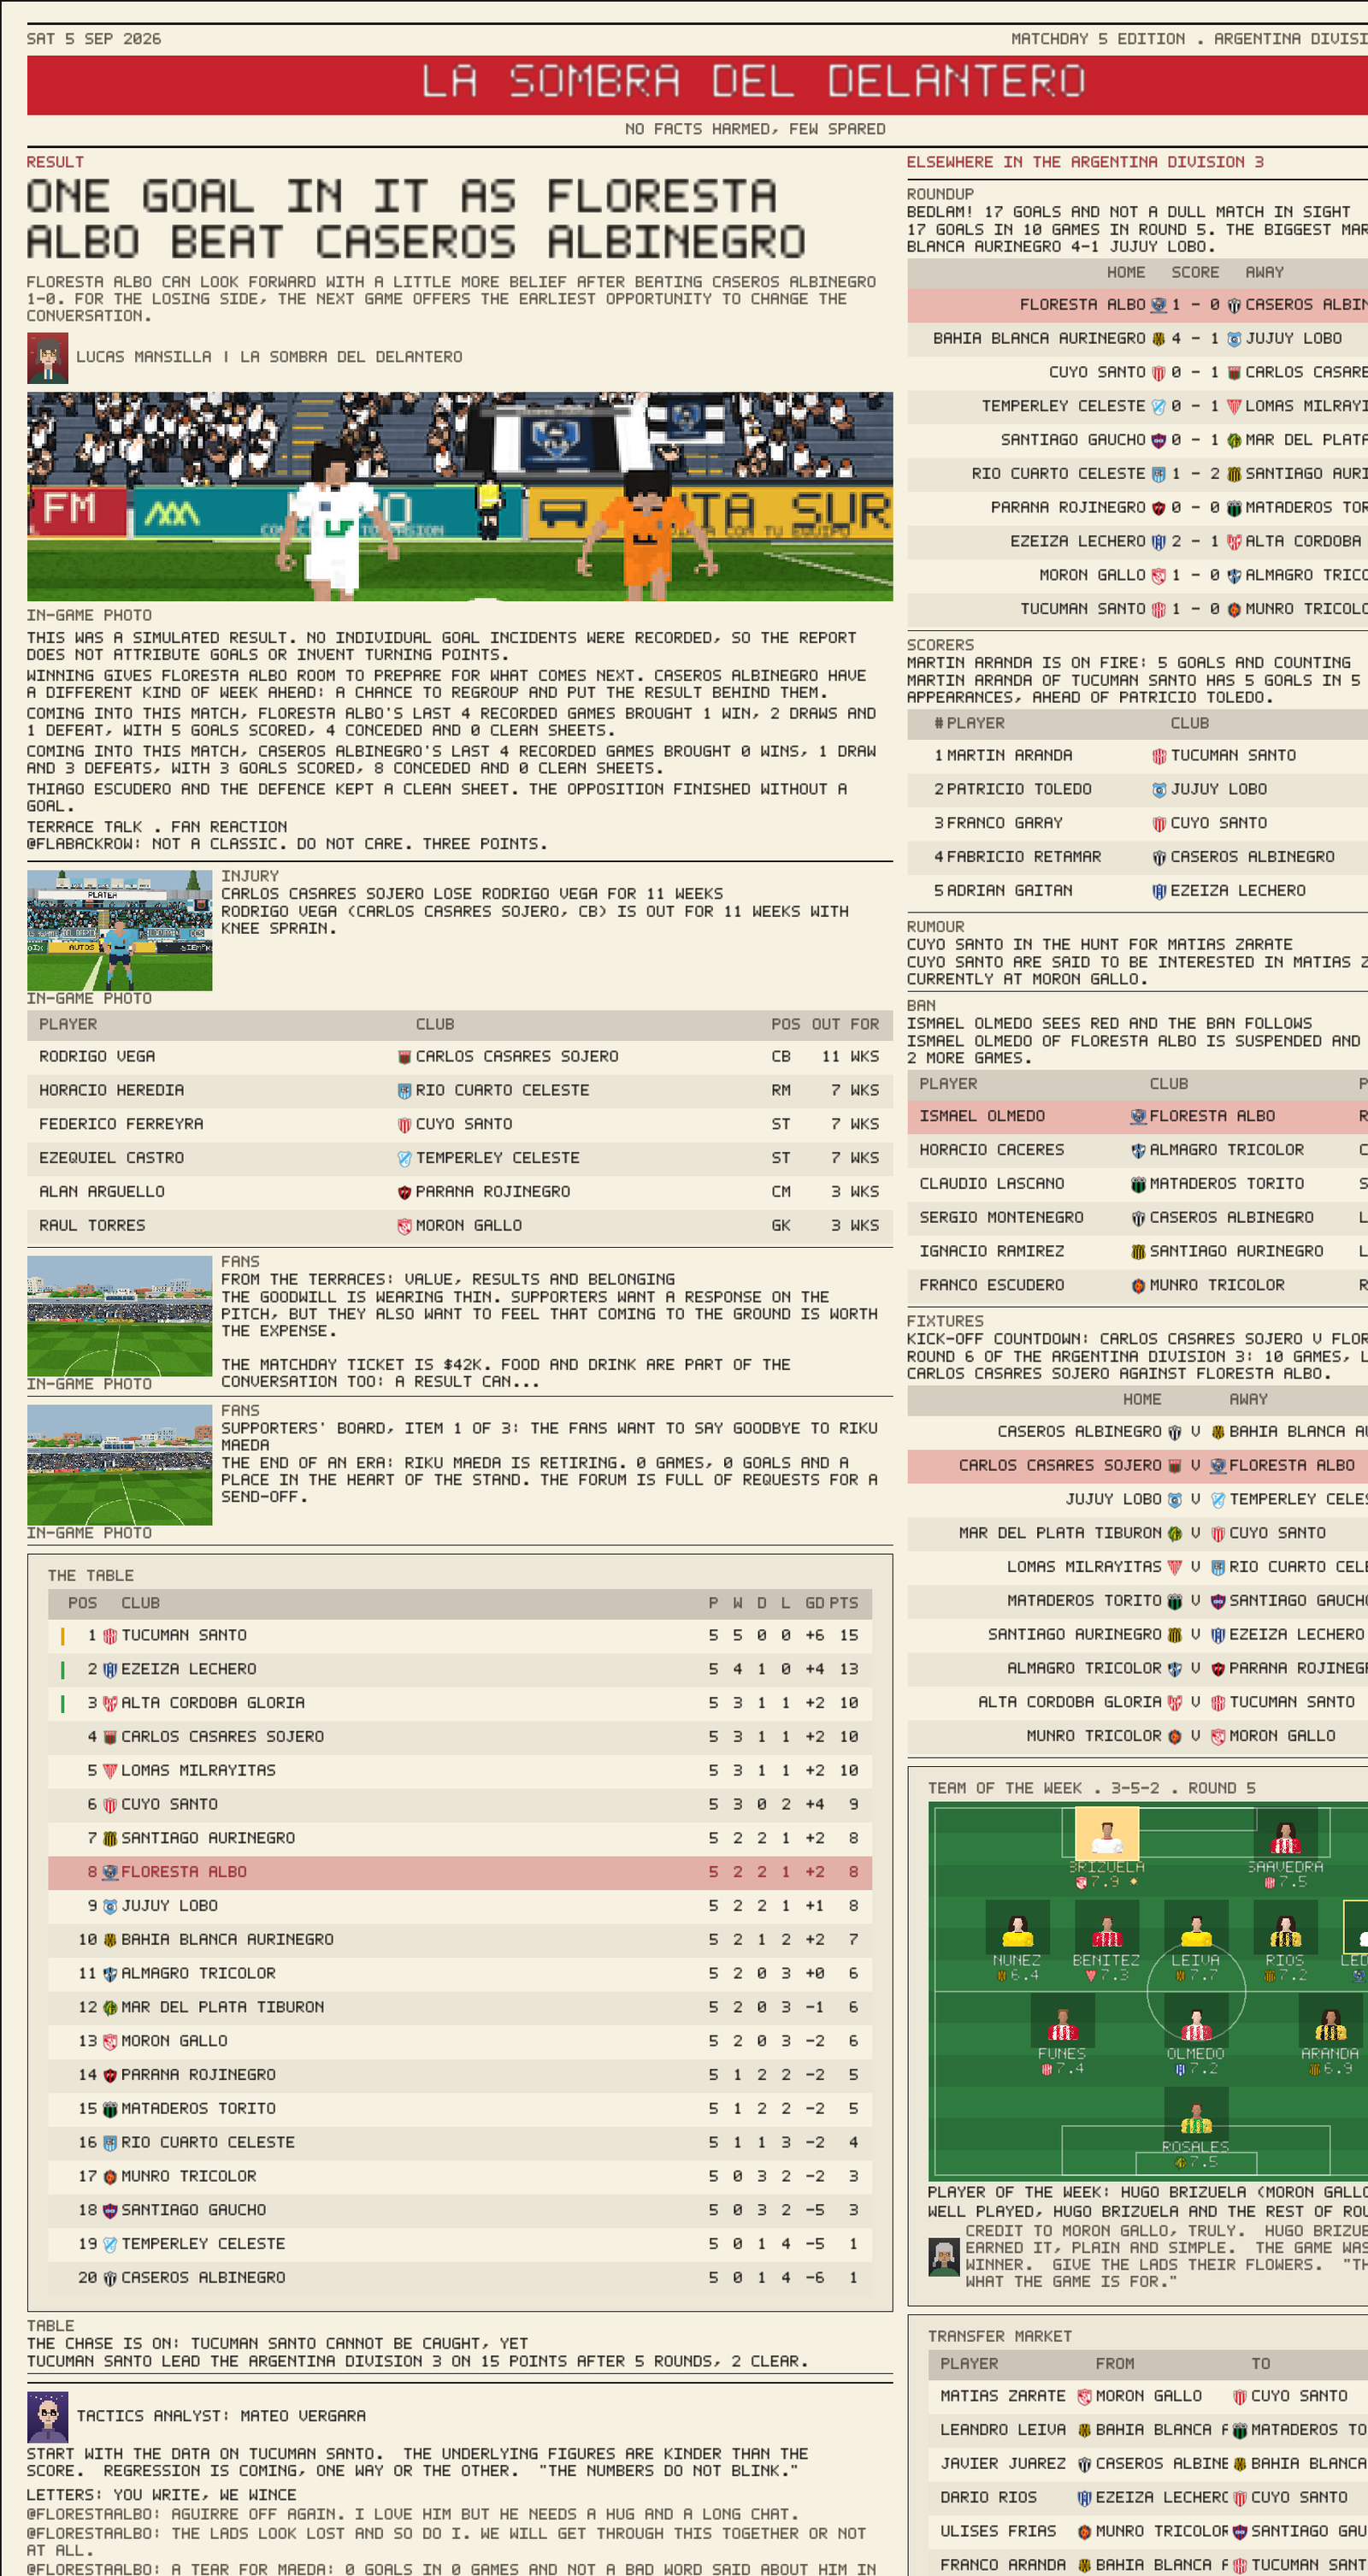 SAT 5 SEP 2026
MATCHDAY 5 EDITION . ARGENTINA DIVISI
LA SOMBRA DEL DELANTERO
NO FACTS HARMED, FEW SPARED
RESULT
ONE GOAL IN IT AS FLORESTA
ALBO BEAT CASEROS ALBINEGRO
FLORESTA ALBO CAN LOOK FORWARD WITH A LITTLE MORE BELIEF AFTER BEATING CASEROS ALBINEGRO
1-0. FOR THE LOSING SIDE, THE NEXT GAME OFFERS THE EARLIEST OPPORTUNITY TO CHANGE THE
CONVERSATION.
LUCAS MANSILLA | LA SOMBRA DEL DELANTERO
FM
SUR
IN-GAME PHOTO
THIS WAS A SIMULATED RESULT. NO INDIVIDUAL GOAL INCIDENTS WERE RECORDED, SO THE REPORT
DOES NOT ATTRIBUTE GOALS OR INVENT TURNING POINTS.
WINNING GIVES FLORESTA ALBO ROOM TO PREPARE FOR WHAT COMES NEXT. CASEROS ALBINEGRO HAVE
A DIFFERENT KIND OF WEEK AHEAD: A CHANCE TO REGROUP AND PUT THE RESULT BEHIND THEM.
COMING INTO THIS MATCH, FLORESTA ALBO'S LAST 4 RECORDED GAMES BROUGHT 1 WIN, 2 DRAWS AND
1 DEFEAT, WITH 5 GOALS SCORED, 4 CONCEDED AND 0 CLEAN SHEETS.
COMING INTO THIS MATCH, CASEROS ALBINEGRO'S LAST 4 RECORDED GAMES BROUGHT 0 WINS, 1 DRAW
AND 3 DEFEATS, WITH 3 GOALS SCORED, 8 CONCEDED AND 0 CLEAN SHEETS.
THIAGO ESCUDERO AND THE DEFENCE KEPT A CLEAN SHEET. THE OPPOSITION FINISHED WITHOUT A
GOAL.
TERRACE TALK . FAN REACTION
@FLABACKROW: NOT A CLASSIC. DO NOT CARE. THREE POINTS.
PLATEA
AUTOS
INJURY
CARLOS CASARES SOJERO LOSE RODRIGO VEGA FOR 11 WEEKS
RODRIGO VEGA (CARLOS CASARES SOJERO, CB) IS OUT FOR 11 WEEKS WITH
KNEE SPRAIN.
IN-GAME PHOTO
PLAYER CLUB POS OUT FOR
RODRIGO VEGA CARLOS CASARES SOJERO CB 11 WKS
HORACIO HEREDIA RIO CUARTO CELESTE RM 7 WKS
FEDERICO FERREYRA CUYO SANTO ST 7 WKS
EZEQUIEL CASTRO TEMPERLEY CELESTE ST 7 WKS
ALAN ARGUELLO PARANA ROJINEGRO CM 3 WKS
RAUL TORRES MORON GALLO GK 3 WKS
FANS
FROM THE TERRACES: VALUE, RESULTS AND BELONGING
THE GOODWILL IS WEARING THIN. SUPPORTERS WANT A RESPONSE ON THE
PITCH, BUT THEY ALSO WANT TO FEEL THAT COMING TO THE GROUND IS WORTH
THE EXPENSE.
THE MATCHDAY TICKET IS $42K. FOOD AND DRINK ARE PART OF THE
CONVERSATION TOO: A RESULT CAN...
IN-GAME PHOTO
FANS
SUPPORTERS' BOARD, ITEM 1 OF 3: THE FANS WANT TO SAY GOODBYE TO RIKU
MAEDA
THE END OF AN ERA: RIKU MAEDA IS RETIRING. 0 GAMES, 0 GOALS AND A
PLACE IN THE HEART OF THE STAND. THE FORUM IS FULL OF REQUESTS FOR A
SEND-OFF.
IN-GAME PHOTO
THE TABLE
POS CLUB P W D L GD PTS
1 TUCUMAN SANTO 5 5 0 0 +6 15
2 EZEIZA LECHERO 5 4 1 0 +4 13
3 ALTA CORDOBA GLORIA 5 3 1 1 +2 10
4 CARLOS CASARES SOJERO 5 3 1 1 +2 10
5 LOMAS MILRAYITAS 5 3 1 1 +2 10
6 CUYO SANTO 5 3 0 2 +4 9
7 SANTIAGO AURINEGRO 5 2 2 1 +2 8
8 FLORESTA ALBO 5 2 2 1 +2 8
9 JUJUY LOBO 5 2 2 1 +1 8
10 BAHIA BLANCA AURINEGRO 5 2 1 2 +2 7
11 ALMAGRO TRICOLOR 5 2 0 3 +0 6
12 MAR DEL PLATA TIBURON 5 2 0 3 -1 6
13 MORON GALLO 5 2 0 3 -2 6
14 PARANA ROJINEGRO 5 1 2 2 -2 5
15 MATADEROS TORITO 5 1 2 2 -2 5
16 RIO CUARTO CELESTE 5 1 1 3 -2 4
17 MUNRO TRICOLOR 5 0 3 2 -2 3
18 SANTIAGO GAUCHO 5 0 3 2 -5 3
19 TEMPERLEY CELESTE 5 0 1 4 -5 1
20 CASEROS ALBINEGRO 5 0 1 4 -6 1
TABLE
THE CHASE IS ON: TUCUMAN SANTO CANNOT BE CAUGHT, YET
TUCUMAN SANTO LEAD THE ARGENTINA DIVISION 3 ON 15 POINTS AFTER 5 ROUNDS, 2 CLEAR.
TACTICS ANALYST: MATEO VERGARA
START WITH THE DATA ON TUCUMAN SANTO. THE UNDERLYING FIGURES ARE KINDER THAN THE
SCORE. REGRESSION IS COMING, ONE WAY OR THE OTHER. "THE NUMBERS DO NOT BLINK."
LETTERS: YOU WRITE, WE WINCE
@FLORESTAALBO: AGUIRRE OFF AGAIN. I LOVE HIM BUT HE NEEDS A HUG AND A LONG CHAT.
@FLORESTAALBO: THE LADS LOOK LOST AND SO DO I. WE WILL GET THROUGH THIS TOGETHER OR NOT
AT ALL.
@FLORESTAALBO: A TEAR FOR MAEDA: 0 GOALS IN 0 GAMES AND NOT A BAD WORD SAID ABOUT HIM IN
ELSEWHERE IN THE ARGENTINA DIVISION 3
ROUNDUP
BEDLAM! 17 GOALS AND NOT A DULL MATCH IN SIGHT
17 GOALS IN 10 GAMES IN ROUND 5. THE BIGGEST MAR
BLANCA AURINEGRO 4-1 JUJUY LOBO.
HOME SCORE AWAY
FLORESTA ALBO 1 - 0 CASEROS ALBIN
BAHIA BLANCA AURINEGRO 4 - 1 JUJUY LOBO
CUYO SANTO 0 - 1 CARLOS CASARE
TEMPERLEY CELESTE 0 - 1 LOMAS MILRAYI
SANTIAGO GAUCHO 0 - 1 MAR DEL PLATA
RIO CUARTO CELESTE 1 - 2 SANTIAGO AURI
PARANA ROJINEGRO 0 - 0 MATADEROS TOR
EZEIZA LECHERO 2 - 1 ALTA CORDOBA
MORON GALLO 1 - 0 ALMAGRO TRICO
TUCUMAN SANTO 1 - 0 MUNRO TRICOLO
SCORERS
MARTIN ARANDA IS ON FIRE: 5 GOALS AND COUNTING
MARTIN ARANDA OF TUCUMAN SANTO HAS 5 GOALS IN 5
APPEARANCES, AHEAD OF PATRICIO TOLEDO.
# PLAYER CLUB
1 MARTIN ARANDA TUCUMAN SANTO
2 PATRICIO TOLEDO JUJUY LOBO
3 FRANCO GARAY CUYO SANTO
4 FABRICIO RETAMAR CASEROS ALBINEGRO
5 ADRIAN GAITAN EZEIZA LECHERO
RUMOUR
CUYO SANTO IN THE HUNT FOR MATIAS ZARATE
CUYO SANTO ARE SAID TO BE INTERESTED IN MATIAS Z
CURRENTLY AT MORON GALLO.
BAN
ISMAEL OLMEDO SEES RED AND THE BAN FOLLOWS
ISMAEL OLMEDO OF FLORESTA ALBO IS SUSPENDED AND
2 MORE GAMES.
PLAYER CLUB P
ISMAEL OLMEDO FLORESTA ALBO R
HORACIO CACERES ALMAGRO TRICOLOR C
CLAUDIO LASCANO MATADEROS TORITO S
SERGIO MONTENEGRO CASEROS ALBINEGRO L
IGNACIO RAMIREZ SANTIAGO AURINEGRO C
FRANCO ESCUDERO MUNRO TRICOLOR R
FIXTURES
KICK-OFF COUNTDOWN: CARLOS CASARES SOJERO V FLOR
ROUND 6 OF THE ARGENTINA DIVISION 3: 10 GAMES, L
CARLOS CASARES SOJERO AGAINST FLORESTA ALBO.
HOME AWAY
CASEROS ALBINEGRO V BAHIA BLANCA AU
CARLOS CASARES SOJERO V FLORESTA ALBO
JUJUY LOBO V TEMPERLEY CELES
MAR DEL PLATA TIBURON V CUYO SANTO
LOMAS MILRAYITAS V RIO CUARTO CELE
MATADEROS TORITO V SANTIAGO GAUCHO
SANTIAGO AURINEGRO V EZEIZA LECHERO
ALMAGRO TRICOLOR V PARANA ROJINEGR
ALTA CORDOBA GLORIA V TUCUMAN SANTO
MUNRO TRICOLOR V MORON GALLO
TEAM OF THE WEEK . 3-5-2 . ROUND 5
BRIZUELA SAAVEDRA
7.9 7.5
NUNEZ BENITEZ LEIVA RIOS LED
6.4 7.3 7.7 7.2
FUNES OLMEDO ARANDA
7.4 7.2 6.9
ROSALES
7.5
PLAYER OF THE WEEK: HUGO BRIZUELA (MORON GALLO
WELL PLAYED, HUGO BRIZUELA AND THE REST OF ROU
CREDIT TO MORON GALLO, TRULY. HUGO BRIZUE
EARNED IT, PLAIN AND SIMPLE. THE GAME WAS
WINNER. GIVE THE LADS THEIR FLOWERS. "TH
WHAT THE GAME IS FOR."
TRANSFER MARKET
PLAYER FROM TO
MATIAS ZARATE MORON GALLO CUYO SANTO
LEANDRO LEIVA BAHIA BLANCA A MATADEROS TO
JAVIER JUAREZ CASEROS ALBINE BAHIA BLANCA
DARIO RIOS EZEIZA LECHERO CUYO SANTO
ULISES FRIAS MUNRO TRICOLOR SANTIAGO GAU
FRANCO ARANDA BAHIA BLANCA A TUCUMAN SANT